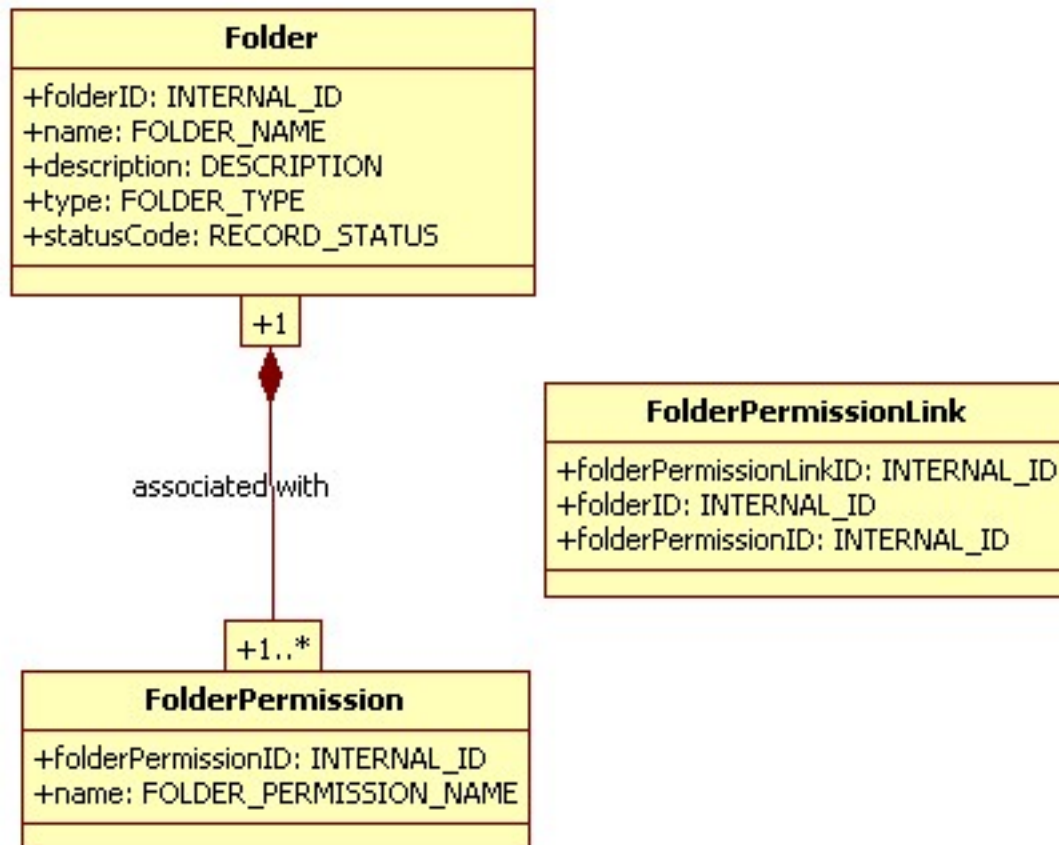 Folder
+folderID: INTERNAL_ID
+name: FOLDER_NAME
+description: DESCRIPTION
+type: FOLDER_TYPE
+statusCode: RECORD_STATUS
+1
associated with
+1..*
FolderPermission
+folderPermissionID: INTERNAL_ID
+name: FOLDER_PERMISSION_NAME
FolderPermissionLink
+folderPermissionLinkID: INTERNAL_ID
+folderID: INTERNAL_ID
+folderPermissionID: INTERNAL_ID